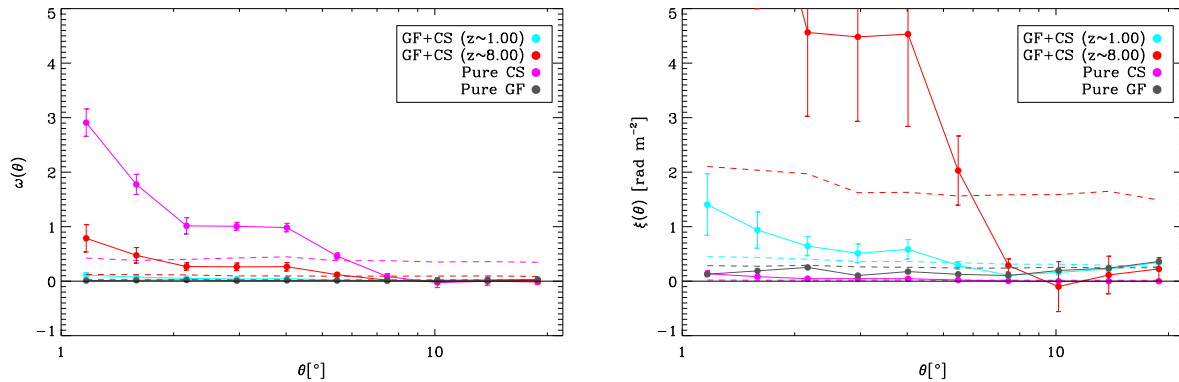 5
4
3
2
1
0
-1
ω(θ)
GF+CS (z~1.00)
GF+CS (z~8.00)
Pure CS
Pure GF
1
10
θ[°]
5
4
3
2
1
0
-1
ξ(θ) [rad m⁻²]
GF+CS (z~1.00)
GF+CS (z~8.00)
Pure CS
Pure GF
1
10
θ[°]